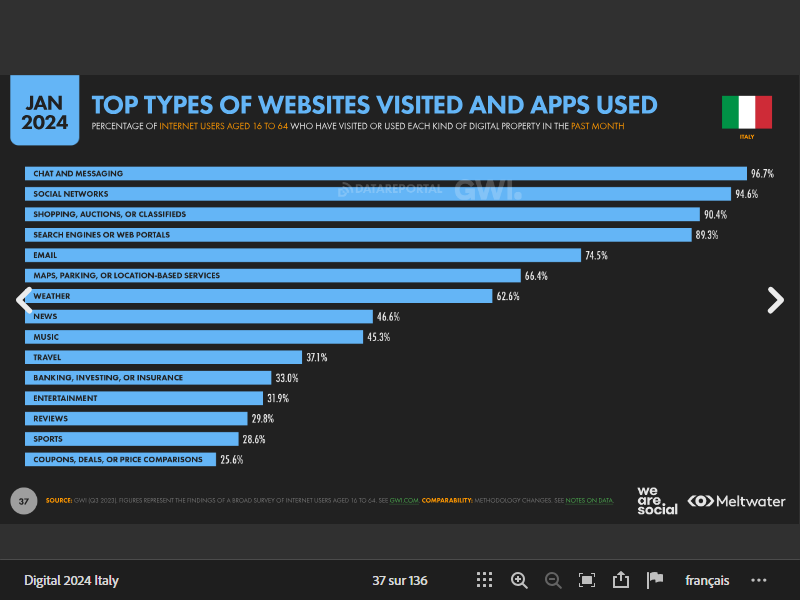 JAN
2024
TOP TYPES OF WEBSITES VISITED AND APPS USED
PERCENTAGE OF INTERNET USERS AGED 16 TO 64 WHO HAVE VISITED OR USED EACH KIND OF DIGITAL PROPERTY IN THE PAST MONTH
ITALY
CHAT AND MESSAGING 96.7%
DATAREPORTAL GWI.
SOCIAL NETWORKS 94.6%
SHOPPING, AUCTIONS, OR CLASSIFIEDS 90.4%
SEARCH ENGINES OR WEB PORTALS 89.3%
EMAIL 74.5%
MAPS, PARKING, OR LOCATION-BASED SERVICES 66.4%
WEATHER 62.6%
NEWS 46.6%
MUSIC 45.3%
TRAVEL 37.1%
BANKING, INVESTING, OR INSURANCE 33.0%
ENTERTAINMENT 31.9%
REVIEWS 29.8%
SPORTS 28.6%
COUPONS, DEALS, OR PRICE COMPARISONS 25.6%
37
SOURCE: GWI (Q3 2023). FIGURES REPRESENT THE FINDINGS OF A BROAD SURVEY OF INTERNET USERS AGED 16 TO 64. SEE GWI.COM. COMPARABILITY: METHODOLOGY CHANGES. SEE NOTES ON DATA.
we
are.
social
Meltwater
Digital 2024 Italy
37 sur 136
français